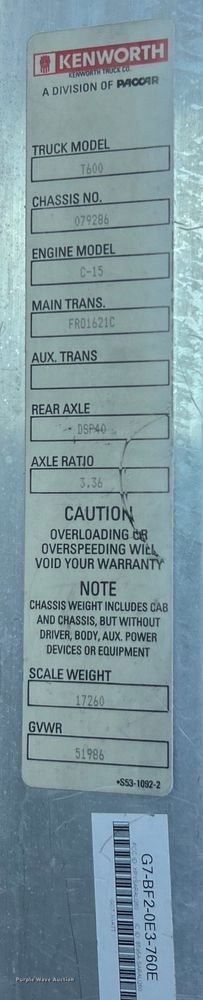 KENWORTH
KENWORTH TRUCK CO.
A DIVISION OF PACCAR
TRUCK MODEL
T600
CHASSIS NO.
079286
ENGINE MODEL
C-15
MAIN TRANS.
FRO1621C
AUX. TRANS
REAR AXLE
DSP40
AXLE RATIO
3.36
CAUTION
OVERLOADING OR
OVERSPEEDING WILL
VOID YOUR WARRANTY
NOTE
CHASSIS WEIGHT INCLUDES CAB
AND CHASSIS, BUT WITHOUT
DRIVER, BODY, AUX. POWER
DEVICES OR EQUIPMENT
SCALE WEIGHT
17260
GVWR
51986
*S53-1092-2
G7-BF2-0E3-760E
Purple Wave Auction